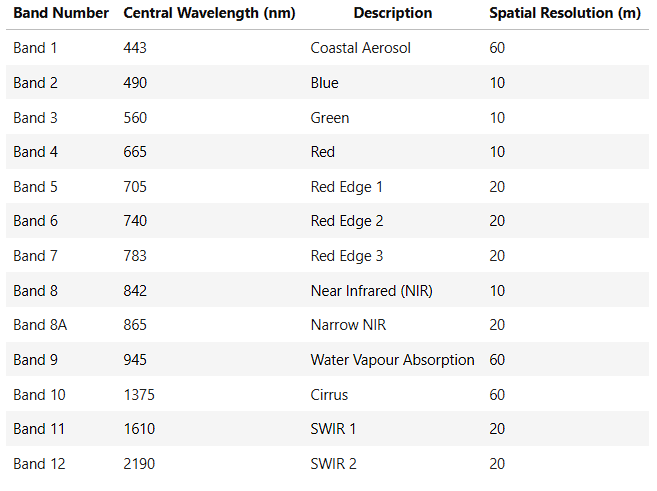 Band Number Central Wavelength (nm) Description Spatial Resolution (m)
Band 1 443 Coastal Aerosol 60
Band 2 490 Blue 10
Band 3 560 Green 10
Band 4 665 Red 10
Band 5 705 Red Edge 1 20
Band 6 740 Red Edge 2 20
Band 7 783 Red Edge 3 20
Band 8 842 Near Infrared (NIR) 10
Band 8A 865 Narrow NIR 20
Band 9 945 Water Vapour Absorption 60
Band 10 1375 Cirrus 60
Band 11 1610 SWIR 1 20
Band 12 2190 SWIR 2 20